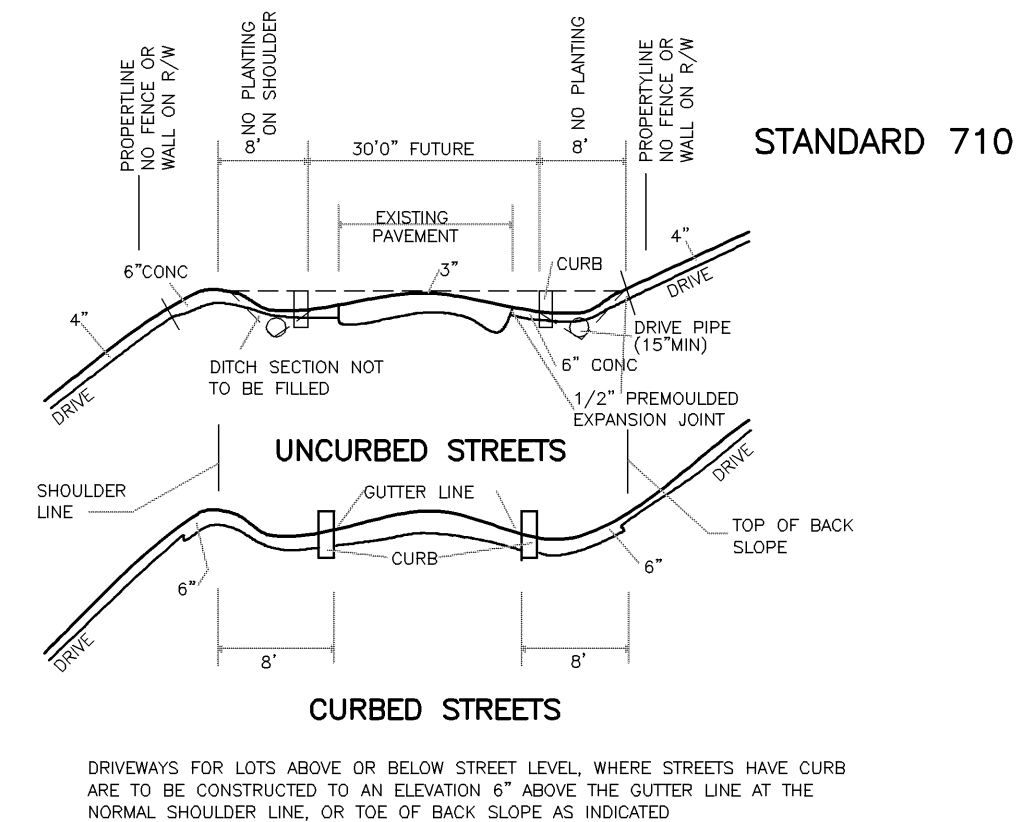 PROPERTLINE
NO FENCE OR
WALL ON R/W
NO PLANTING
ON SHOULDER
NO PLANTING
PROPERTYLINE
NO FENCE OR
WALL ON R/W
STANDARD 710
8'
30'0" FUTURE
8'
EXISTING
PAVEMENT
4"
6"CONC
3"
CURB
DRIVE
4"
DRIVE PIPE
(15"MIN)
DITCH SECTION NOT
TO BE FILLED
6" CONC
DRIVE
1/2" PREMOULDED
EXPANSION JOINT
UNCURBED STREETS
SHOULDER
LINE
GUTTER LINE
DRIVE
TOP OF BACK
SLOPE
CURB
6"
6"
DRIVE
8'
8'
CURBED STREETS
DRIVEWAYS FOR LOTS ABOVE OR BELOW STREET LEVEL, WHERE STREETS HAVE CURB
ARE TO BE CONSTRUCTED TO AN ELEVATION 6" ABOVE THE GUTTER LINE AT THE
NORMAL SHOULDER LINE, OR TOE OF BACK SLOPE AS INDICATED